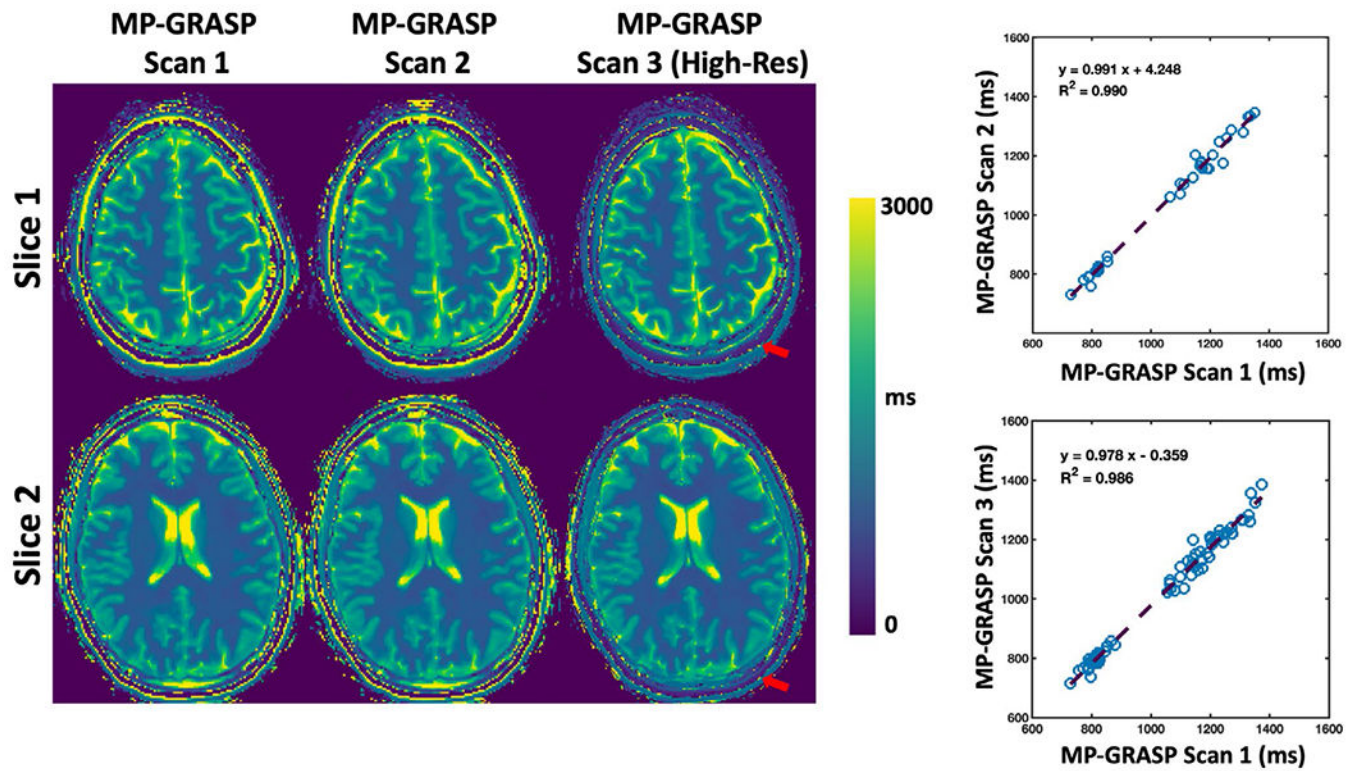 MP-GRASP
Scan 1
MP-GRASP
Scan 2
MP-GRASP
Scan 3 (High-Res)
Slice 1
Slice 2
3000
ms
0
1600
1400
1200
1000
800
600
800
1000
1200
1400
1600
y = 0.991 x + 4.248
R² = 0.990
MP-GRASP Scan 2 (ms)
MP-GRASP Scan 1 (ms)
1600
1400
1200
1000
800
600
600
800
1000
1200
1400
1600
y = 0.978 x - 0.359
R² = 0.986
MP-GRASP Scan 3 (ms)
MP-GRASP Scan 1 (ms)